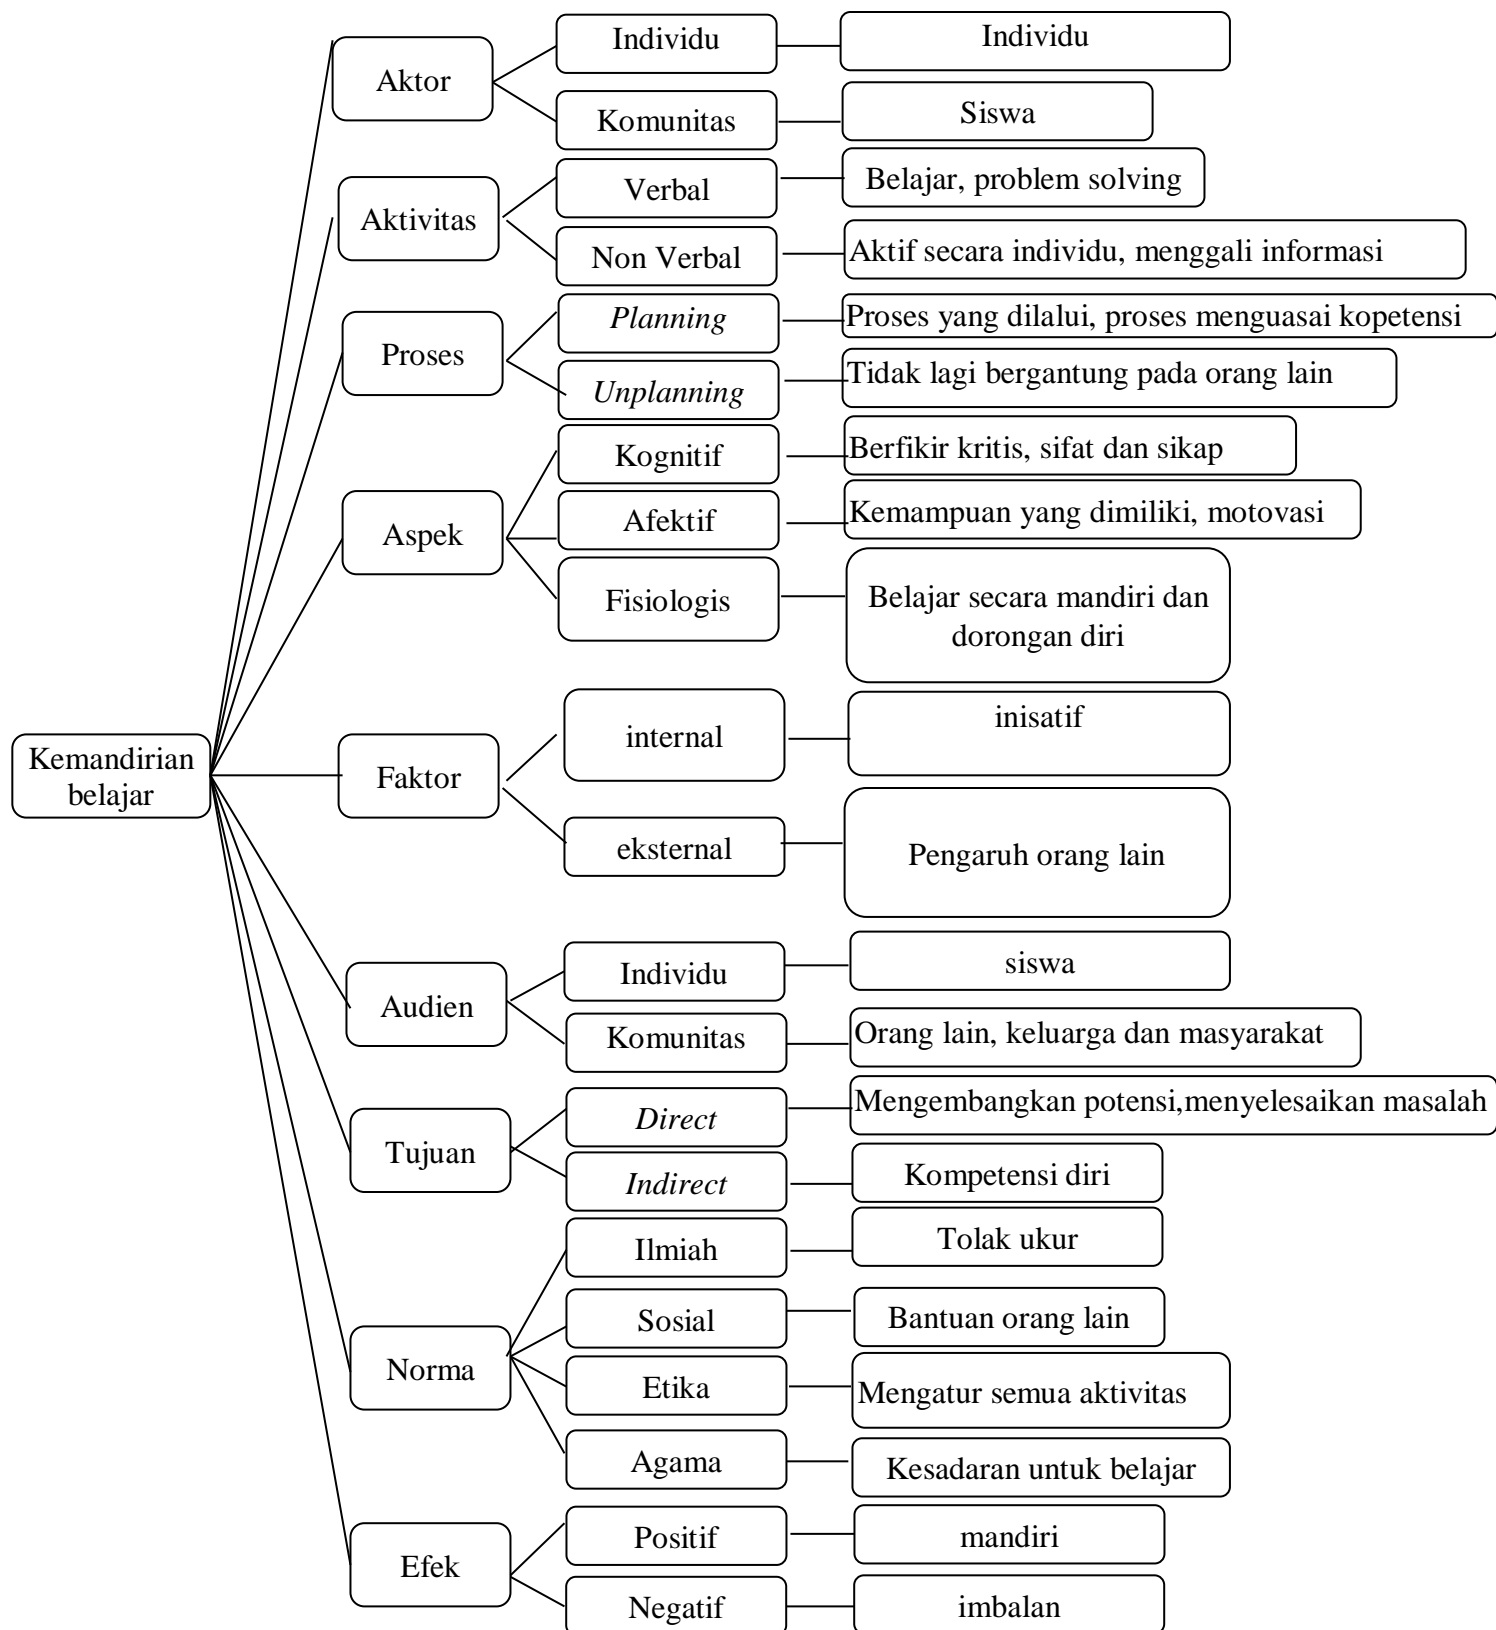 Kemandirian
belajar
Aktor
Individu
Individu
Komunitas
Siswa
Aktivitas
Verbal
Belajar, problem solving
Non Verbal
Aktif secara individu, menggali informasi
Proses
Planning
Proses yang dilalui, proses menguasai kopetensi
Unplanning
Tidak lagi bergantung pada orang lain
Aspek
Kognitif
Berfikir kritis, sifat dan sikap
Afektif
Kemampuan yang dimiliki, motovasi
Fisiologis
Belajar secara mandiri dan
dorongan diri
Faktor
internal
inisatif
eksternal
Pengaruh orang lain
Audien
Individu
siswa
Komunitas
Orang lain, keluarga dan masyarakat
Tujuan
Direct
Mengembangkan potensi,menyelesaikan masalah
Indirect
Kompetensi diri
Norma
Ilmiah
Tolak ukur
Sosial
Bantuan orang lain
Etika
Mengatur semua aktivitas
Agama
Kesadaran untuk belajar
Efek
Positif
mandiri
Negatif
imbalan